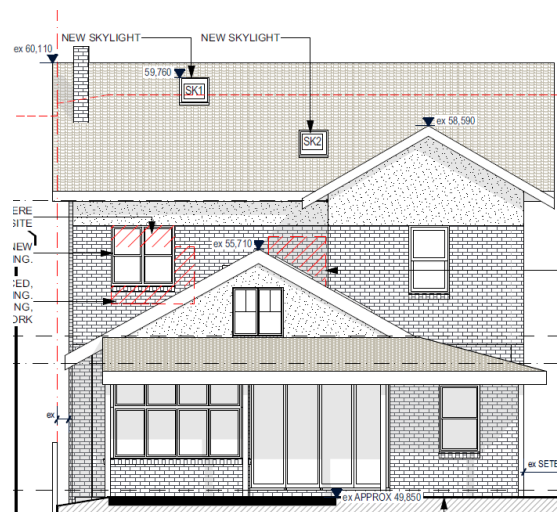 NEW SKYLIGHT
NEW SKYLIGHT
ex 60,110
59,760
SK1
ex 58,590
SK2
ERE
SITE
NEW
NG.
ED,
NG.
NG,
ORK
ex 55,710
ex
ex SETE
ex APPROX 49,850